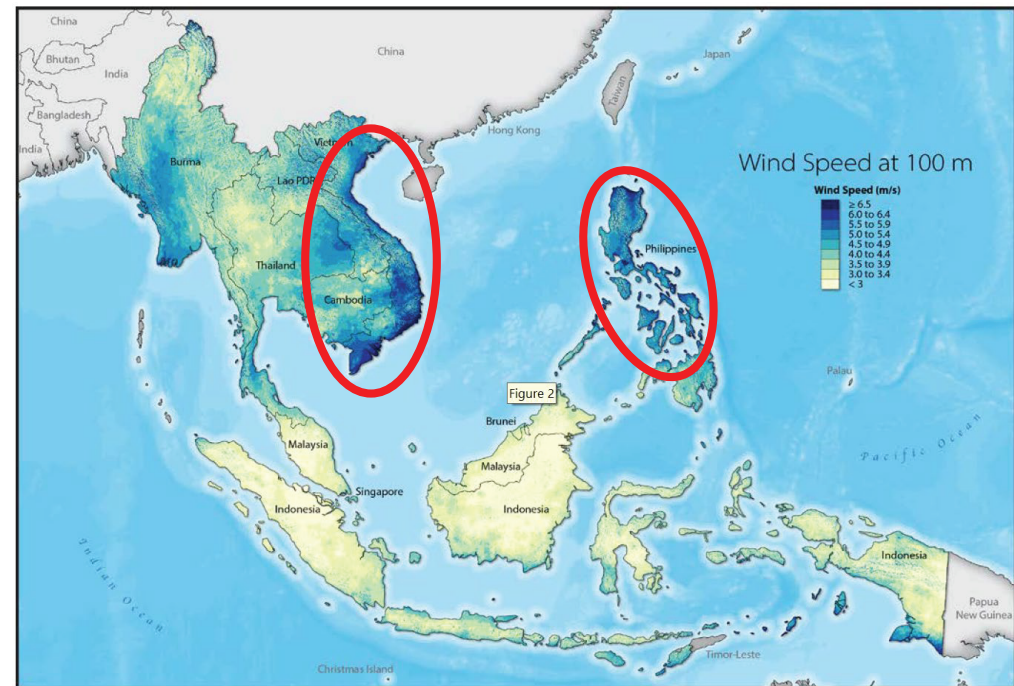 China
China
Bhutan
India
Japan
Bangladesh
Taiwan
India
Hong Kong
Vietnam
Burma
Lao PDR
Wind Speed at 100 m
Wind Speed (m/s)
≥ 6.5
6.0 to 6.4
5.5 to 5.9
5.0 to 5.4
4.5 to 4.9
4.0 to 4.4
3.5 to 3.9
3.0 to 3.4
< 3
Philippines
Thailand
Cambodia
Palau
Figure 2
Brunei
Pacific Ocean
Malaysia
Malaysia
Singapore
Indonesia
Indonesia
Indonesia
Indian Ocean
Papua
New Guinea
Timor-Leste
Christmas Island